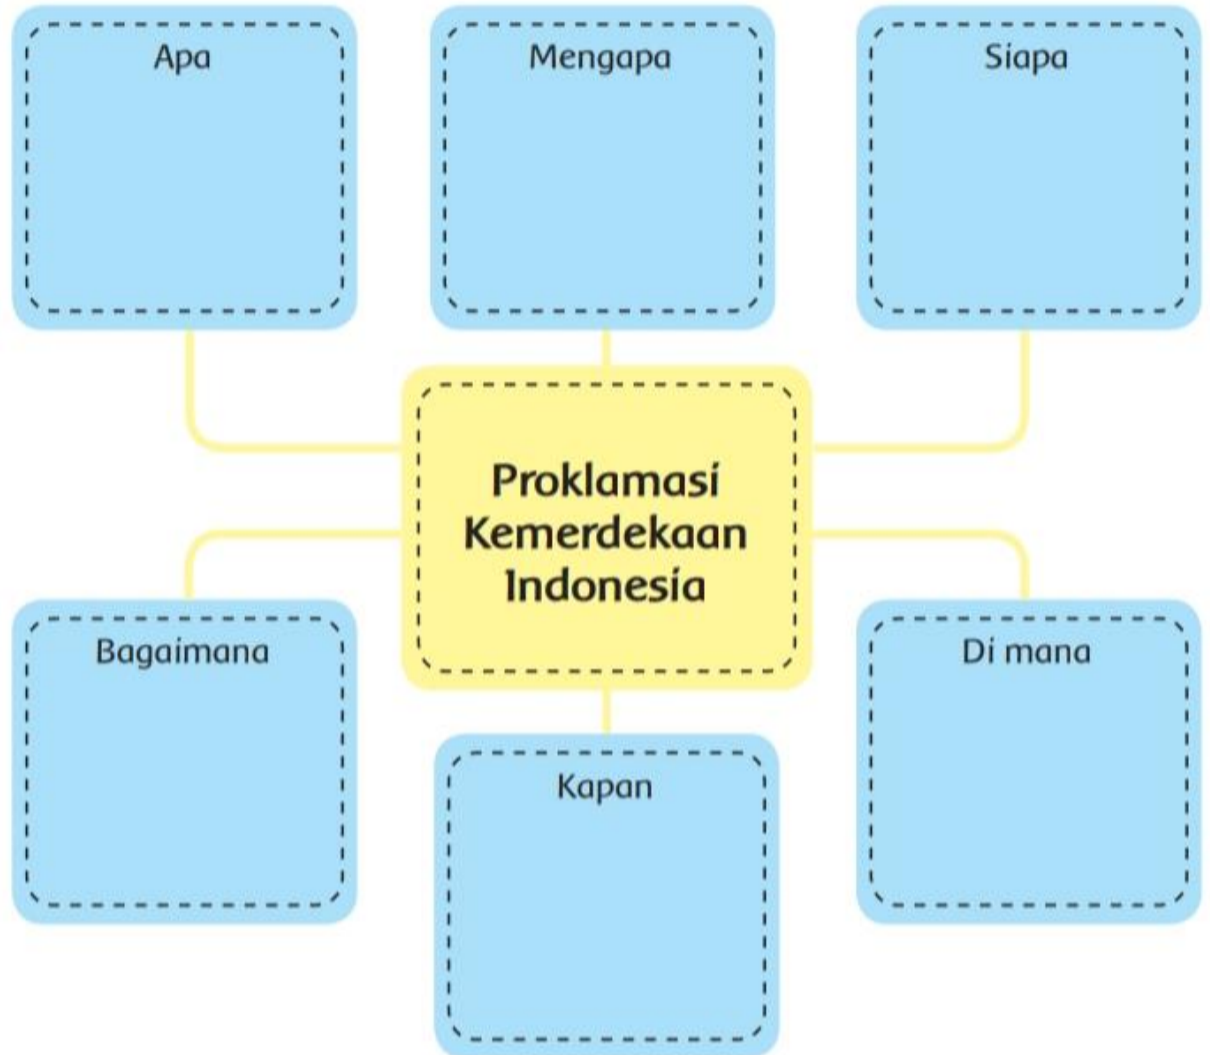 Apa
Mengapa
Siapa
Proklamasi
Kemerdekaan
Indonesia
Bagaimana
Di mana
Kapan